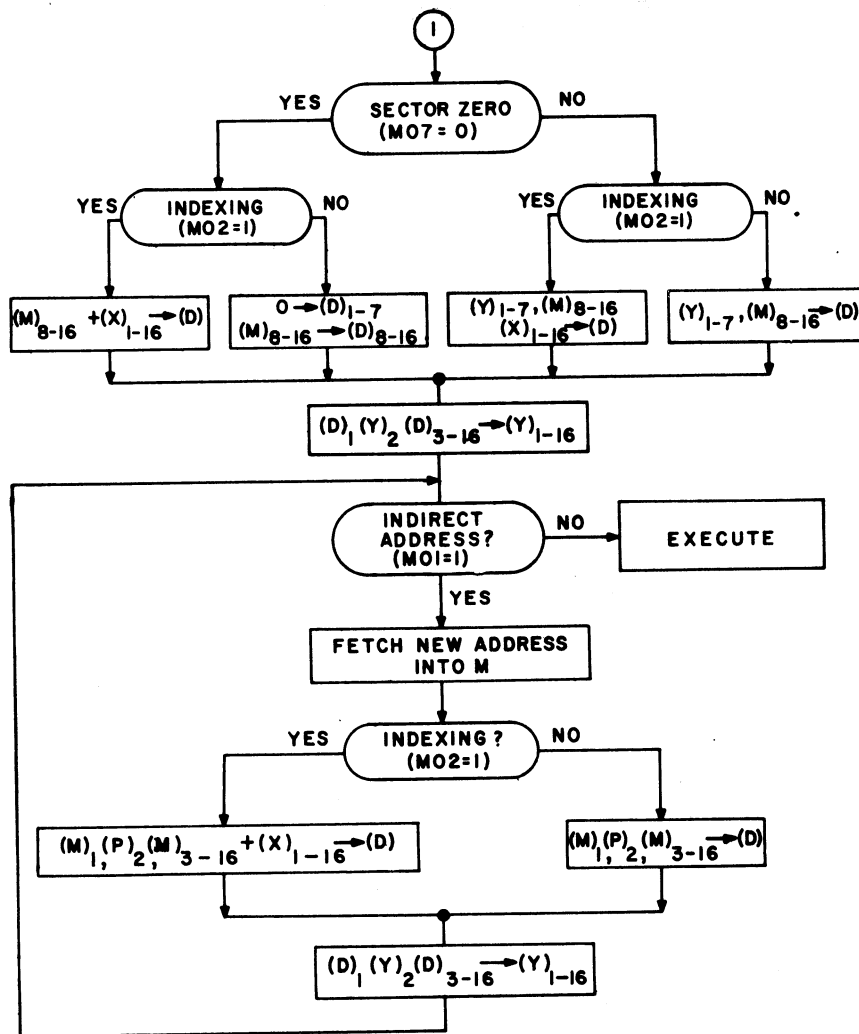 1
SECTOR ZERO
(M07 = 0)
YES
NO
INDEXING
(M02=1)
YES
NO
INDEXING
(M02=1)
YES
NO
(M)8-16 +(X)1-16→(D)
0→(D)1-7
(M)8-16→(D)8-16
(Y)1-7,(M)8-16
(X)1-16→(D)
(Y)1-7,(M)8-16→(D)
(D)1 (Y)2 (D)3-16→(Y)1-16
INDIRECT
ADDRESS?
(M01=1)
NO
EXECUTE
YES
FETCH NEW ADDRESS
INTO M
INDEXING?
(M02=1)
YES
NO
(M)1,(P)2,(M)3-16+(X)1-16→(D)
(M)1,(P)2,(M)3-16→(D)
(D)1 (Y)2 (D)3-16→(Y)1-16